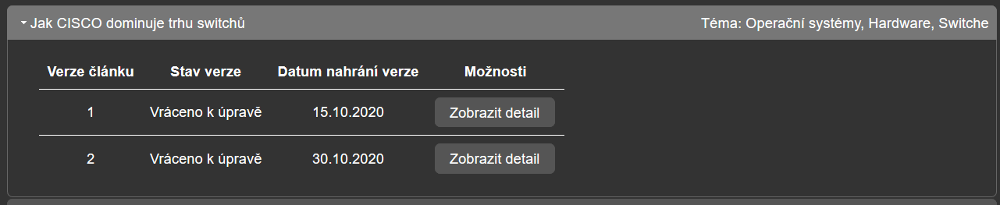 Jak CISCO dominuje trhu switchů Téma: Operační systémy, Hardware, Switche
Verze článku Stav verze Datum nahrání verze Možnosti
1 Vráceno k úpravě 15.10.2020 Zobrazit detail
2 Vráceno k úpravě 30.10.2020 Zobrazit detail